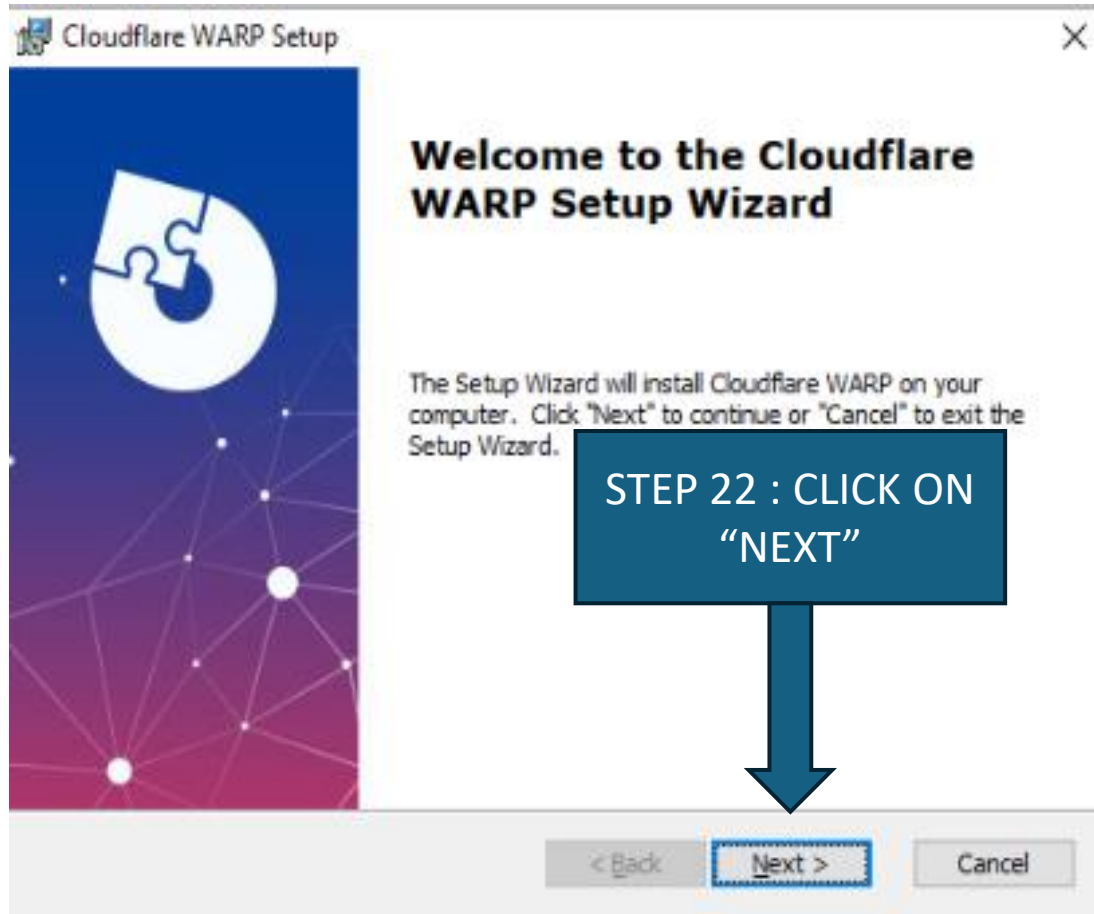 Cloudflare WARP Setup
Welcome to the Cloudflare
WARP Setup Wizard
The Setup Wizard will install Cloudflare WARP on your
computer. Click "Next" to continue or "Cancel" to exit the
Setup Wizard.
STEP 22 : CLICK ON
“NEXT”
< Back Next > Cancel